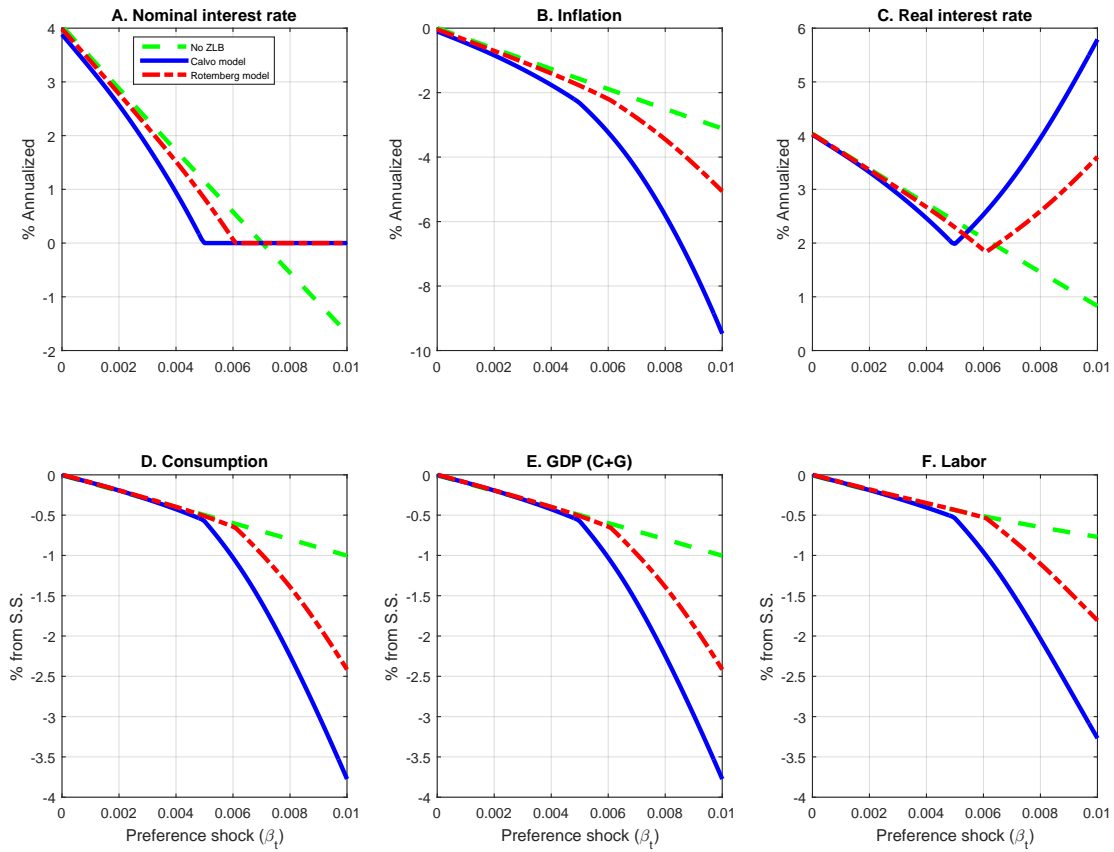 A. Nominal interest rate
4
3
2
1
0
-1
-2
% Annualized
0 0.002 0.004 0.006 0.008 0.01
No ZLB
Calvo model
Rotemberg model
B. Inflation
0
-2
-4
-6
-8
-10
% Annualized
0 0.002 0.004 0.006 0.008 0.01
C. Real interest rate
6
5
4
3
2
1
0
% Annualized
0 0.002 0.004 0.006 0.008 0.01
D. Consumption
0
-0.5
-1
-1.5
-2
-2.5
-3
-3.5
-4
% from S.S.
0 0.002 0.004 0.006 0.008 0.01
Preference shock (β_t)
E. GDP (C+G)
0
-0.5
-1
-1.5
-2
-2.5
-3
-3.5
-4
% from S.S.
0 0.002 0.004 0.006 0.008 0.01
Preference shock (β_t)
F. Labor
0
-0.5
-1
-1.5
-2
-2.5
-3
-3.5
-4
% from S.S.
0 0.002 0.004 0.006 0.008 0.01
Preference shock (β_t)